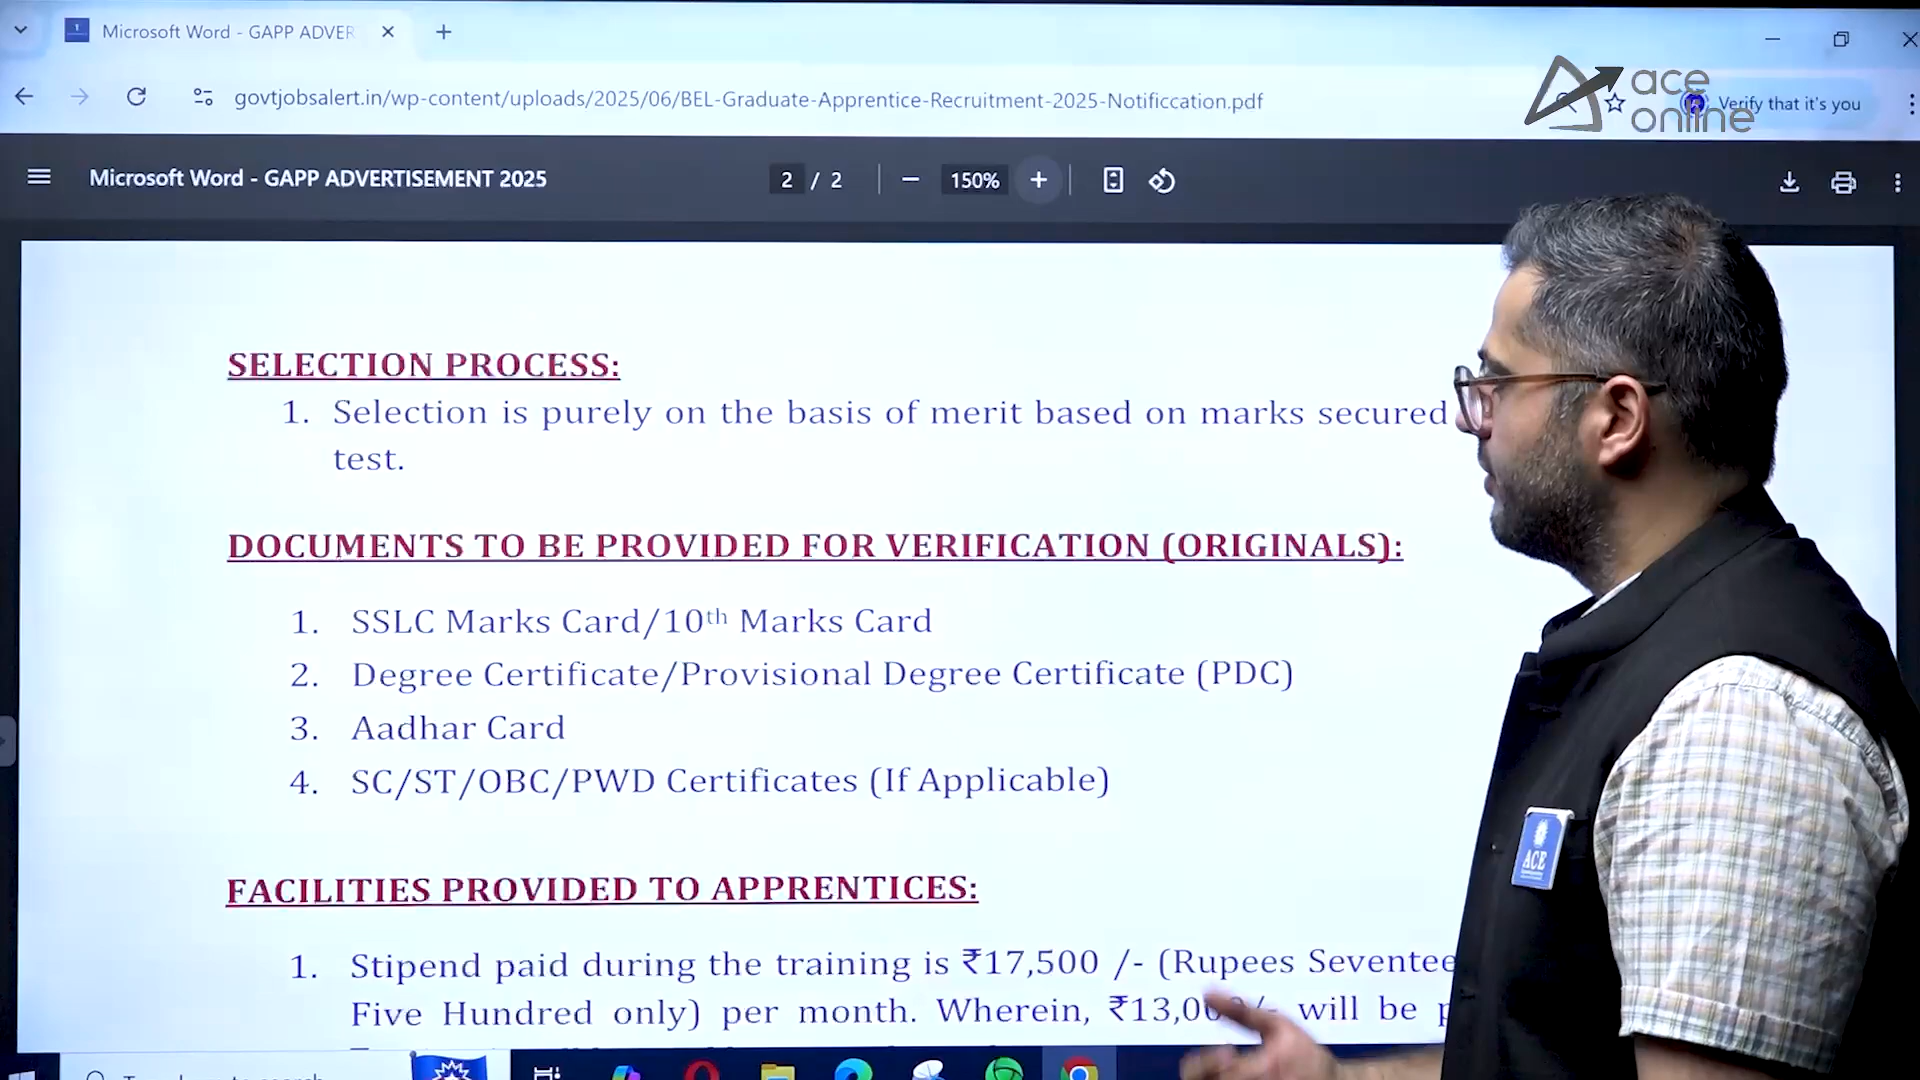 Microsoft Word - GAPP ADVER
govtjobsalert.in/wp-content/uploads/2025/06/BEL-Graduate-Apprentice-Recruitment-2025-Notificcation.pdf
Verify that it's you
ace
online
Microsoft Word - GAPP ADVERTISEMENT 2025
2 / 2
150%
SELECTION PROCESS:
1. Selection is purely on the basis of merit based on marks secured
test.
DOCUMENTS TO BE PROVIDED FOR VERIFICATION (ORIGINALS):
1. SSLC Marks Card/10th Marks Card
2. Degree Certificate/Provisional Degree Certificate (PDC)
3. Aadhar Card
4. SC/ST/OBC/PWD Certificates (If Applicable)
ACE
FACILITIES PROVIDED TO APPRENTICES:
1. Stipend paid during the training is ₹17,500 /- (Rupees Sevente
Five Hundred only) per month. Wherein, will be